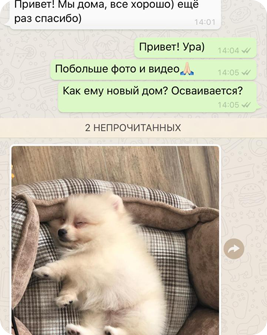 Привет! Мы дома, все хорошо) ещё
раз спасибо)
14:01
Привет! Ура)
14:04
Побольше фото и видео🙏🏻
14:05
Как ему новый дом? Осваивается?
14:05
2 НЕПРОЧИТАННЫХ